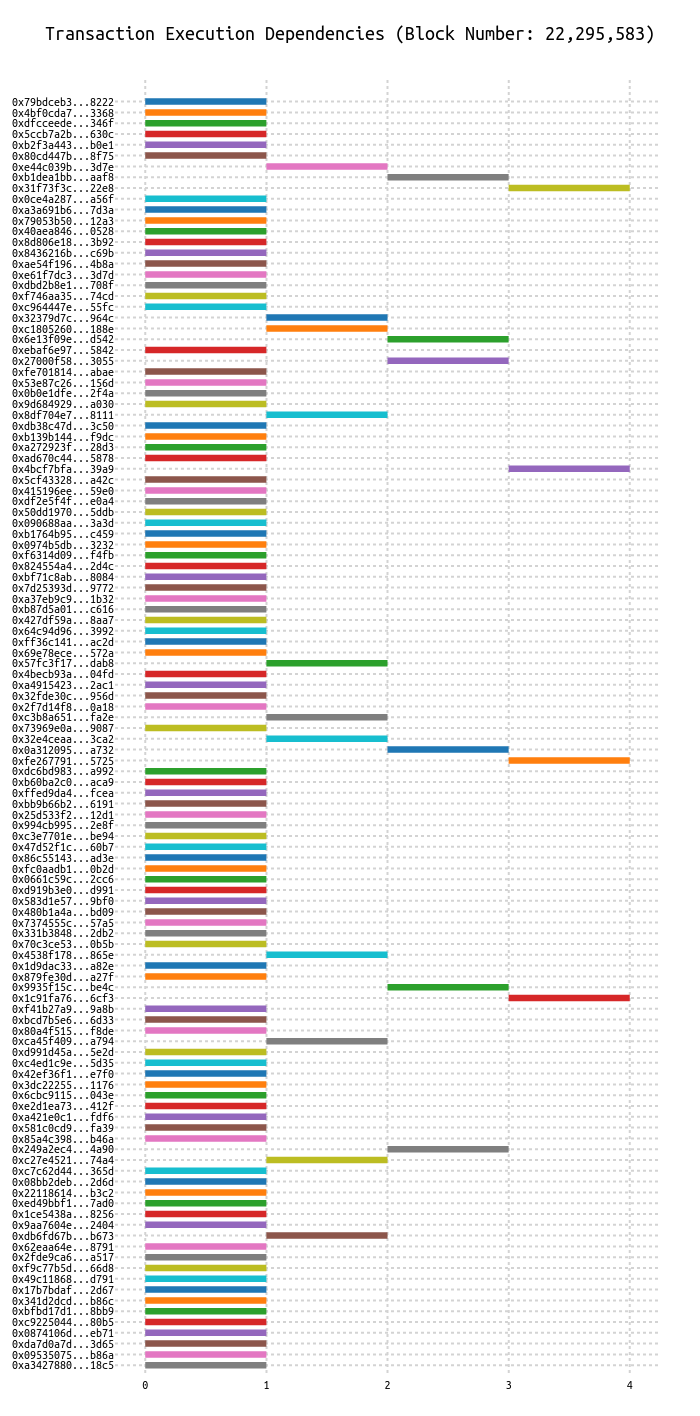 Transaction Execution Dependencies (Block Number: 22,295,583)
0x79bdceb3...8222
0x4bf0cda7...3368
0xdfcceede...346f
0x5ccb7a2b...630c
0xb2f3a443...b0e1
0x80cd447b...8f75
0xe44c039b...3d7e
0xb1dea1bb...aaf8
0x31f73f3c...22e8
0x0ce4a287...a56f
0xa3a691b6...7d3a
0x79053b50...12a3
0x40aea846...0528
0x8d806e18...3b92
0x8436216b...c69b
0xae54f196...4b8a
0xe61f7dc3...3d7d
0xdbd2b8e1...708f
0xf746aa35...74cd
0xc964447e...55fc
0x32379d7c...964c
0xc1805260...188e
0x6e13f09e...d542
0xebaf6e97...5842
0x27000f58...3055
0xfe701814...abae
0x53e87c26...156d
0x0b0e1dfe...2f4a
0x9d684929...a030
0x8df704e7...8111
0xdb38c47d...3c50
0xb139b144...f9dc
0xa272923f...28d3
0xad670c44...5878
0x4bcf7bfa...39a9
0x5cf43328...a42c
0x415196ee...59e0
0xdf2e5f4f...e0a4
0x50dd1970...5ddb
0x090688aa...3a3d
0xb1764b95...c459
0x0974b5db...3232
0xf6314d09...f4fb
0x824554a4...2d4c
0xbf71c8ab...8084
0x7d25393d...9772
0xa37eb9c9...1b32
0xb87d5a01...c616
0x427df59a...8aa7
0x64c94d96...3992
0xff36c141...ac2d
0x69e78ece...572a
0x57fc3f17...dab8
0x4becb93a...04fd
0xa4915423...2ac1
0x32fde30c...956d
0x2f7d14f8...0a18
0xc3b8a651...fa2e
0x73969e0a...9087
0x32e4ceaa...3ca2
0x0a312095...a732
0xfe267791...5725
0xdc6bd983...a992
0xb60ba2c0...aca9
0xffed9da4...fcea
0xbb9b66b2...6191
0x25d533f2...12d1
0x994cb995...2e8f
0xc3e7701e...be94
0x47d52f1c...60b7
0x86c55143...ad3e
0xfc0aadb1...0b2d
0x0661c59c...2cc6
0xd919b3e0...d991
0x583d1e57...9bf0
0x480b1a4a...bd09
0x7374555c...57a5
0x331b3848...2db2
0x70c3ce53...0b5b
0x4538f178...865e
0x1d9dac33...a82e
0x879fe30d...a27f
0x9935f15c...be4c
0x1c91fa76...6cf3
0xf41b27a9...9a8b
0xbcd7b5e6...6d33
0x80a4f515...f8de
0xca45f409...a794
0xd991d45a...5e2d
0xc4ed1c9e...5d35
0x42ef36f1...e7f0
0x3dc22255...1176
0x6cbc9115...043e
0xe2d1ea73...412f
0xa421e0c1...fdf6
0x581c0cd9...fa39
0x85a4c398...b46a
0x249a2ec4...4a90
0xc27e4521...74a4
0xc7c62d44...365d
0x08bb2deb...2d6d
0x22118614...b3c2
0xed49bbf1...7ad0
0x1ce5438a...8256
0x9aa7604e...2404
0xdb6fd67b...b673
0x62eaa64e...8791
0x2fde9ca6...a517
0xf9c77b5d...66d8
0x49c11868...d791
0x17b7bdaf...2d67
0x341d2dcd...b86c
0xbfbd17d1...8bb9
0xc9225044...80b5
0x0874106d...eb71
0xda7d0a7d...3d65
0x09535075...b86a
0xa3427880...18c5
0 1 2 3 4